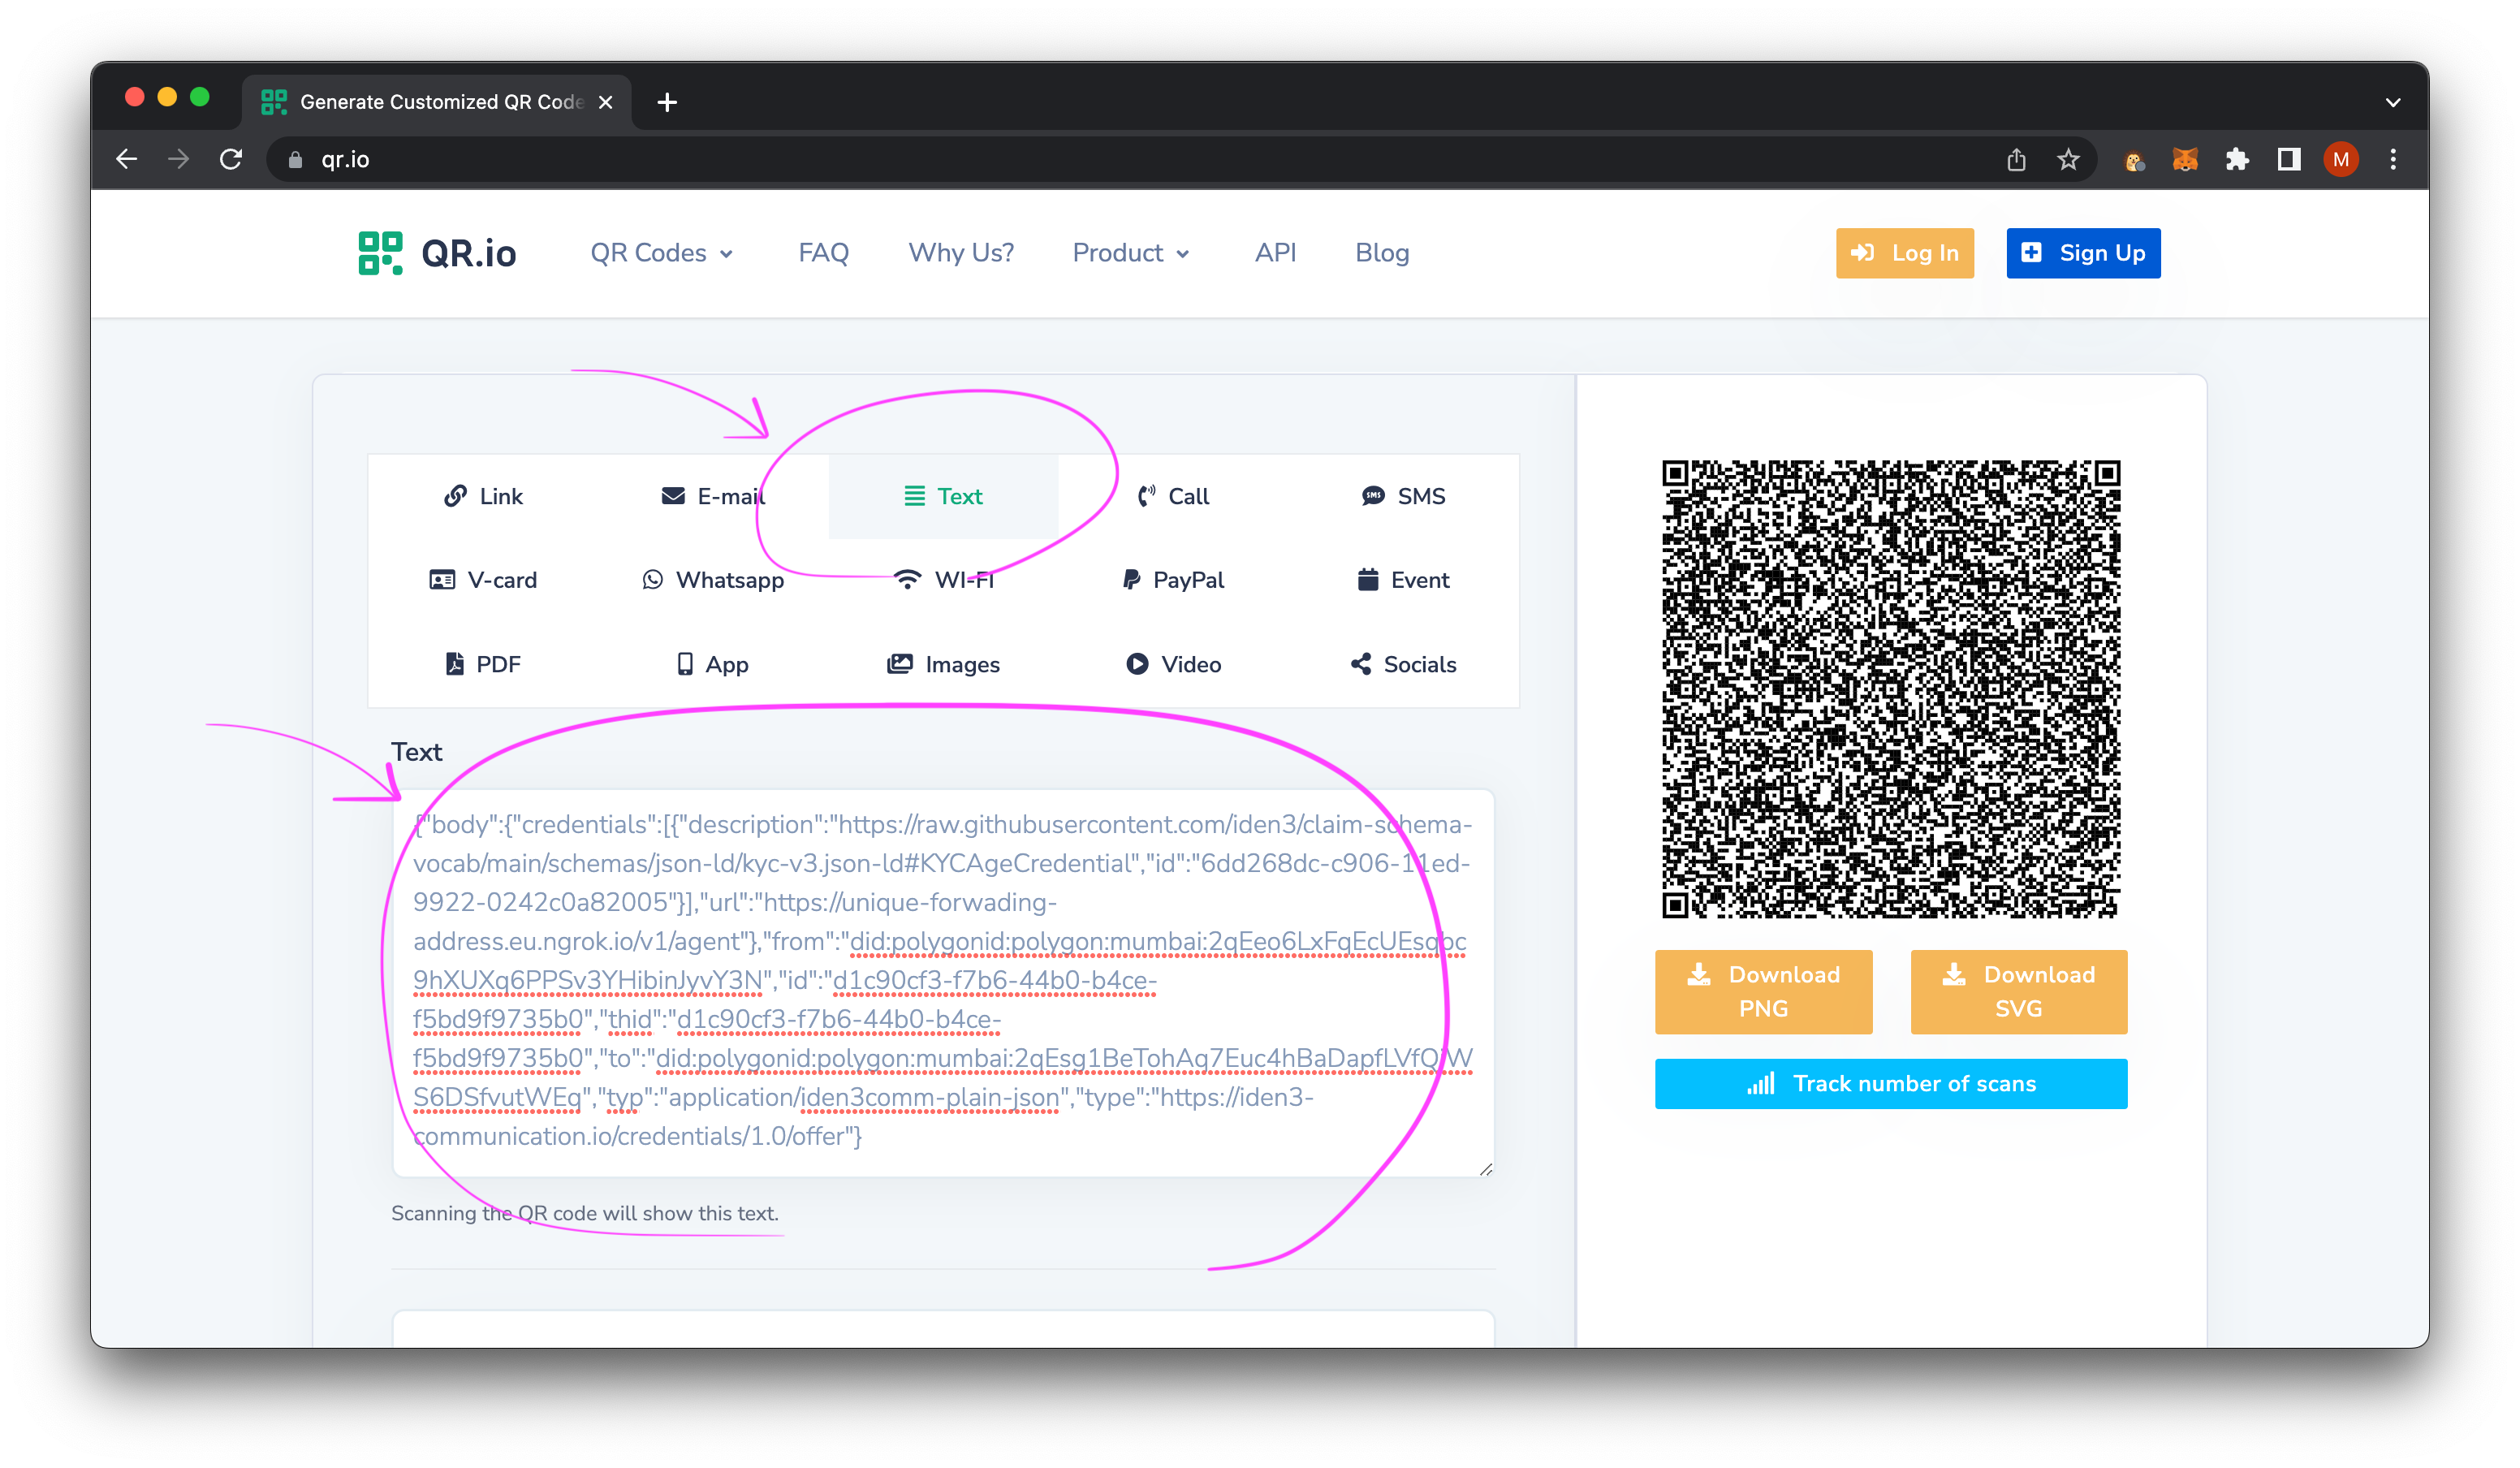 Generate Customized QR Code
qr.io
QR.io
QR Codes
FAQ
Why Us?
Product
API
Blog
Log In
Sign Up
Link
E-mail
Text
Call
SMS
V-card
Whatsapp
WI-FI
PayPal
Event
PDF
App
Images
Video
Socials
Text
{"body":{"credentials":[{"description":"https://raw.githubusercontent.com/iden3/claim-schema-
vocab/main/schemas/json-ld/kyc-v3.json-ld#KYCAgeCredential","id":"6dd268dc-c906-11ed-
9922-0242c0a82005"}],"url":"https://unique-forwading-
address.eu.ngrok.io/v1/agent"},"from":"did:polygonid:polygon:mumbai:2qEeo6LxFqEcUEsqbc
9hXUXq6PPSv3YHibinJyvY3N","id":"d1c90cf3-f7b6-44b0-b4ce-
f5bd9f9735b0","thid":"d1c90cf3-f7b6-44b0-b4ce-
f5bd9f9735b0","to":"did:polygonid:polygon:mumbai:
S6DSfvutWEq","typ":"application/iden3comm-plain-json","type":"https://iden3-
communication.io/credentials/1.0/offer"}
Scanning the QR code will show this text.
Download
PNG
Download
SVG
Track number of scans
M